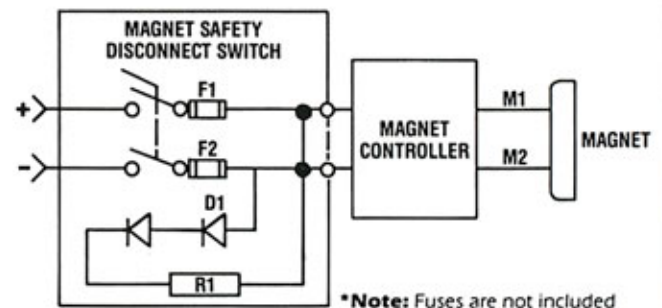 MAGNET SAFETY
DISCONNECT SWITCH
F1
+
F2
-
D1
R1
MAGNET
CONTROLLER
M1
M2
MAGNET
*Note: Fuses are not included